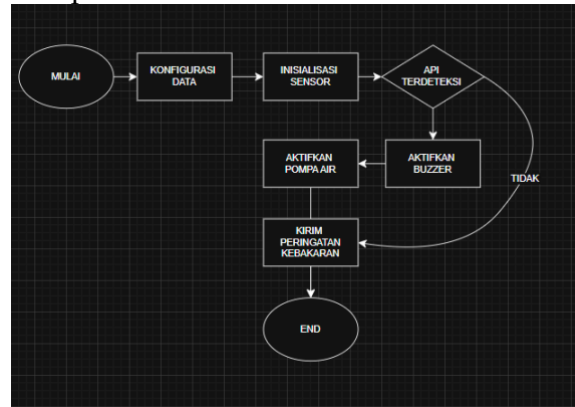 MULAI
KONFIGURASI
DATA
INISIALISASI
SENSOR
API
TERDETEKSI
AKTIFKAN
BUZZER
AKTIFKAN
POMPA AIR
TIDAK
KIRIM
PERINGATAN
KEBAKARAN
END